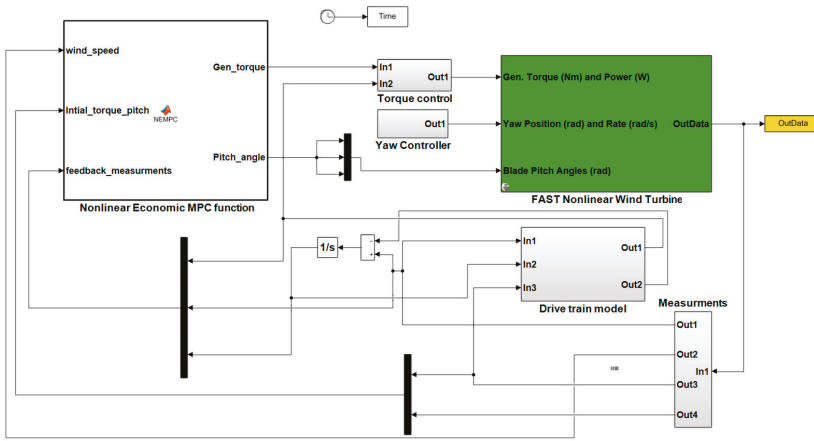 Time
wind_speed
Gen_torque
Intial_torque_pitch
NEMPC
Pitch_angle
feedback_measurments
Nonlinear Economic MPC function
In1
In2
Out1
Torque control
Out1
Yaw Controller
Gen. Torque (Nm) and Power (W)
Yaw Position (rad) and Rate (rad/s)
OutData
Blade Pitch Angles (rad)
FAST Nonlinear Wind Turbine
OutData
1/s
In1
In2
In3
Out1
Out2
Drive train model
Measurments
Out1
Out2
In1
Out3
Out4